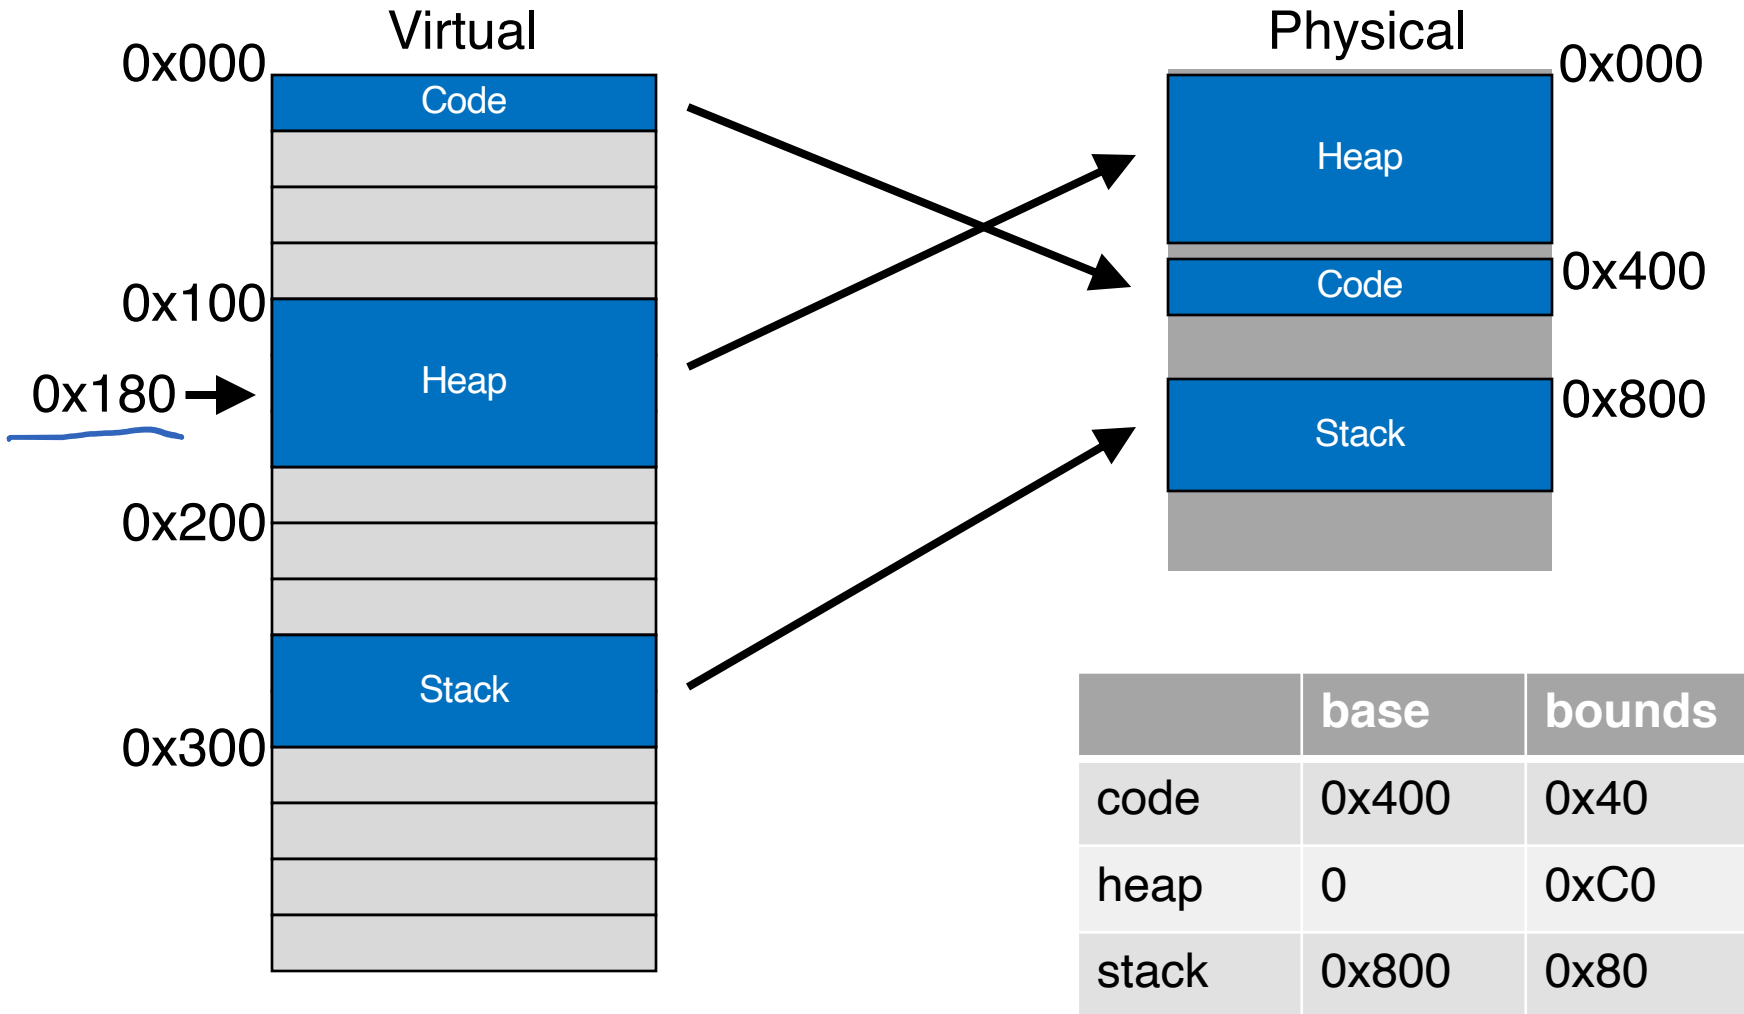 Virtual
0x000
Code
0x100
Heap
0x180
0x200
Stack
0x300
Physical
0x000
Heap
0x400
Code
0x800
Stack
base bounds
code 0x400 0x40
heap 0 0xC0
stack 0x800 0x80